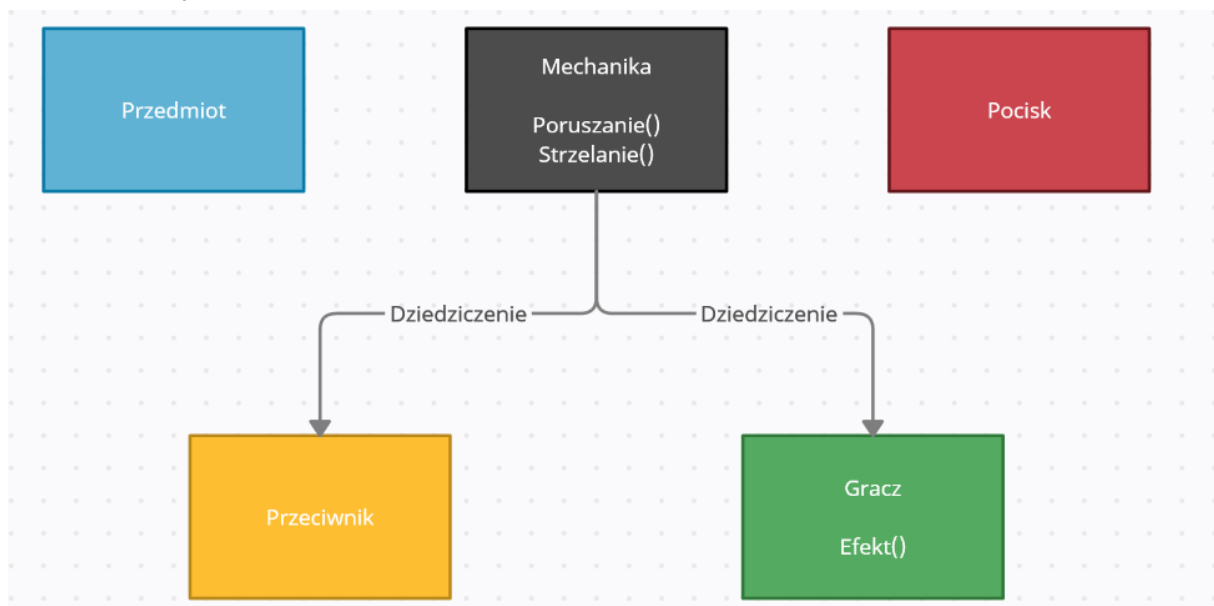 Przedmiot
Mechanika
Poruszanie()
Strzelanie()
Pocisk
Dziedziczenie
Dziedziczenie
Przeciwnik
Gracz
Efekt()